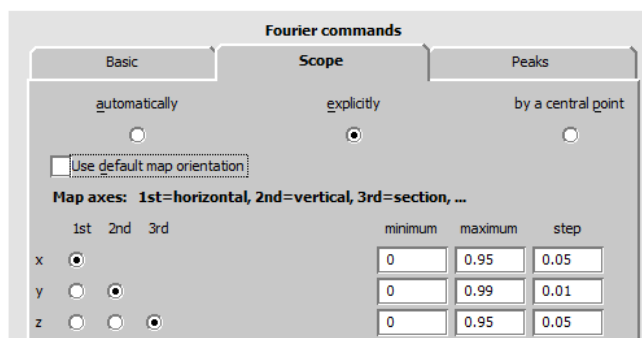 Fourier commands
Basic Scope Peaks
automatically explicitly by a central point
Use default map orientation
Map axes: 1st=horizontal, 2nd=vertical, 3rd=section, ...
1st 2nd 3rd minimum maximum step
x 0 0.95 0.05
y 0 0.99 0.01
z 0 0.95 0.05